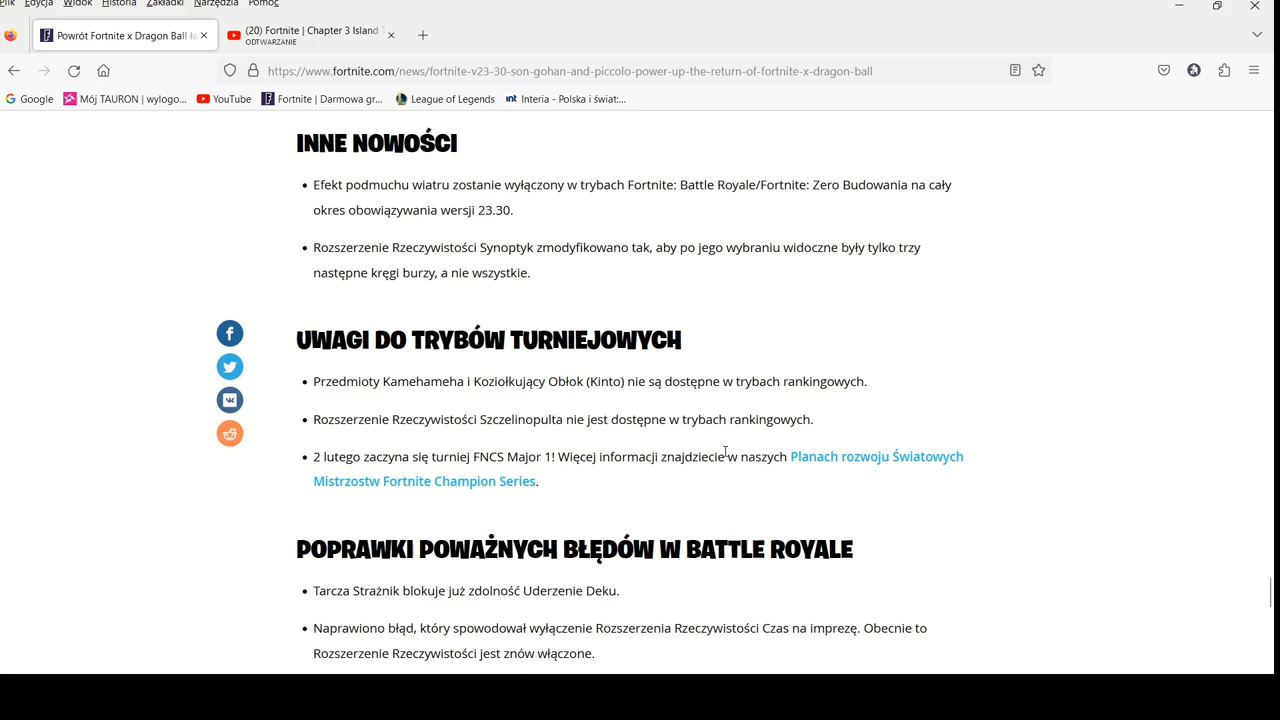 Plik Edycja Widok Historia Zakładki Narzędzia Pomoc
Powrót Fortnite x Dragon Ball
(20) Fortnite | Chapter 3 Island
ODTWARZANIE
https://www.fortnite.com/news/fortnite-v23-30-son-gohan-and-piccolo-power-up-the-return-of-fortnite-x-dragon-ball
Google Mój TAURON | wylogo... YouTube Fortnite | Darmowa gr... League of Legends int Interia - Polska i świat:...
INNE NOWOŚCI
• Efekt podmuchu wiatru zostanie wyłączony w trybach Fortnite: Battle Royale/Fortnite: Zero Budowania na cały
okres obowiązywania wersji 23.30.
• Rozszerzenie Rzeczywistości Synoptyk zmodyfikowano tak, aby po jego wybraniu widoczne były tylko trzy
następne kręgi burzy, a nie wszystkie.
UWAGI DO TRYBÓW TURNIEJOWYCH
• Przedmioty Kamehameha i Koziołkujący Obłok (Kinto) nie są dostępne w trybach rankingowych.
• Rozszerzenie Rzeczywistości Szczelinopulta nie jest dostępne w trybach rankingowych.
• 2 lutego zaczyna się turniej FNCS Major 1! Więcej informacji znajdziecie w naszych Planach rozwoju Światowych
Mistrzostw Fortnite Champion Series.
POPRAWKI POWAŻNYCH BŁĘDÓW W BATTLE ROYALE
• Tarcza Strażnik blokuje już zdolność Uderzenie Deku.
• Naprawiono błąd, który spowodował wyłączenie Rozszerzenia Rzeczywistości Czas na imprezę. Obecnie to
Rozszerzenie Rzeczywistości jest znów włączone.